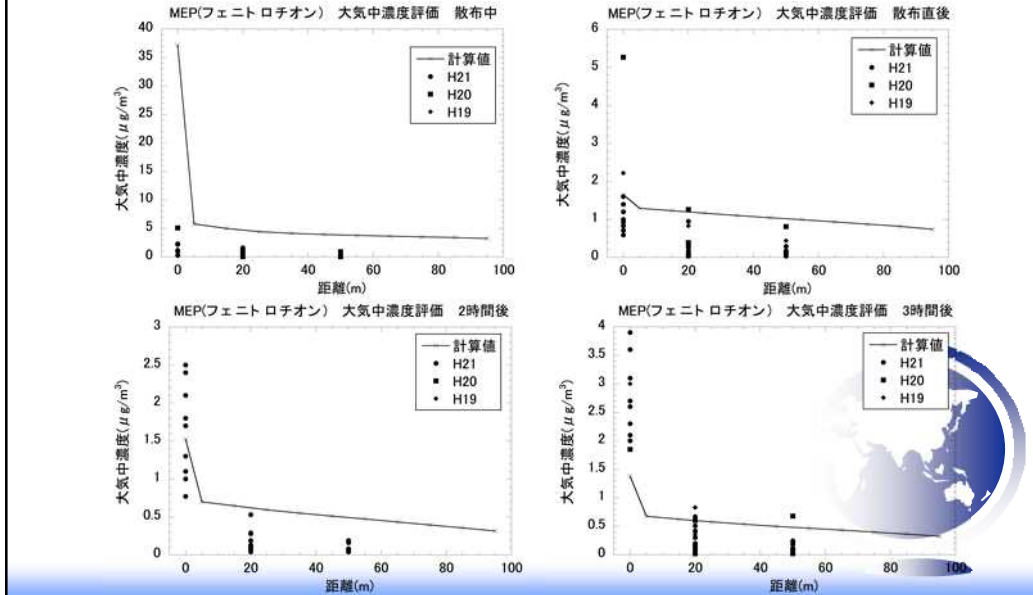 MEP(フェニトロチオン) 大気中濃度評価 散布中
40
35
30
25
20
15
10
5
0
大気中濃度(μg/m³)
計算値
H21
H20
H19
0 20 40 60 80 100
距離(m)
MEP(フェニトロチオン) 大気中濃度評価 散布直後
6
5
4
3
2
1
0
大気中濃度(μg/m³)
計算値
H21
H20
H19
0 20 40 60 80 100
距離(m)
MEP(フェニトロチオン) 大気中濃度評価 2時間後
3
2.5
2
1.5
1
0.5
0
大気中濃度(μg/m³)
計算値
H21
H20
H19
0 20 40 60 80 100
距離(m)
MEP(フェニトロチオン) 大気中濃度評価 3時間後
4
3.5
3
2.5
2
1.5
1
0.5
0
大気中濃度(μg/m³)
計算値
H21
H20
H19
0 20 40 60 80 100
距離(m)